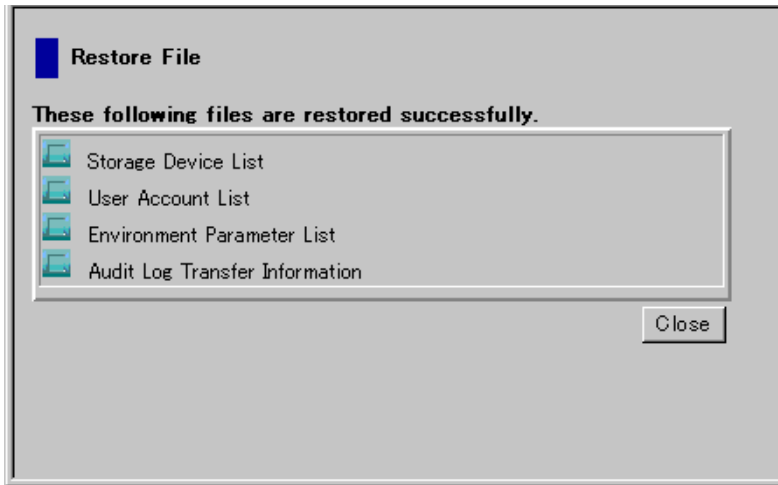 Restore File
These following files are restored successfully.
Storage Device List
User Account List
Environment Parameter List
Audit Log Transfer Information
Close